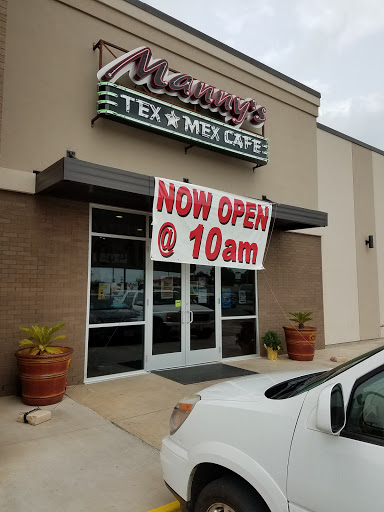 Manny's
TEX ★ MEX CAFE
NOW OPEN
@ 10am